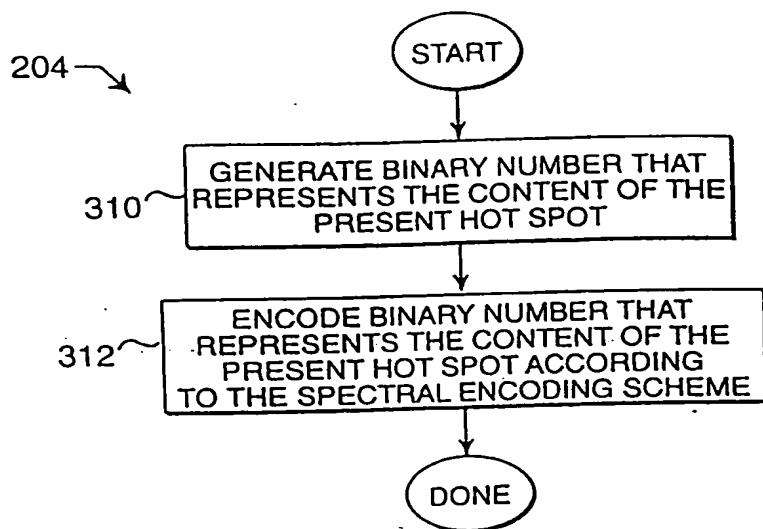 START
204
GENERATE BINARY NUMBER THAT
REPRESENTS THE CONTENT OF THE
PRESENT HOT SPOT
310
ENCODE BINARY NUMBER THAT
REPRESENTS THE CONTENT OF THE
PRESENT HOT SPOT ACCORDING
TO THE SPECTRAL ENCODING SCHEME
312
DONE